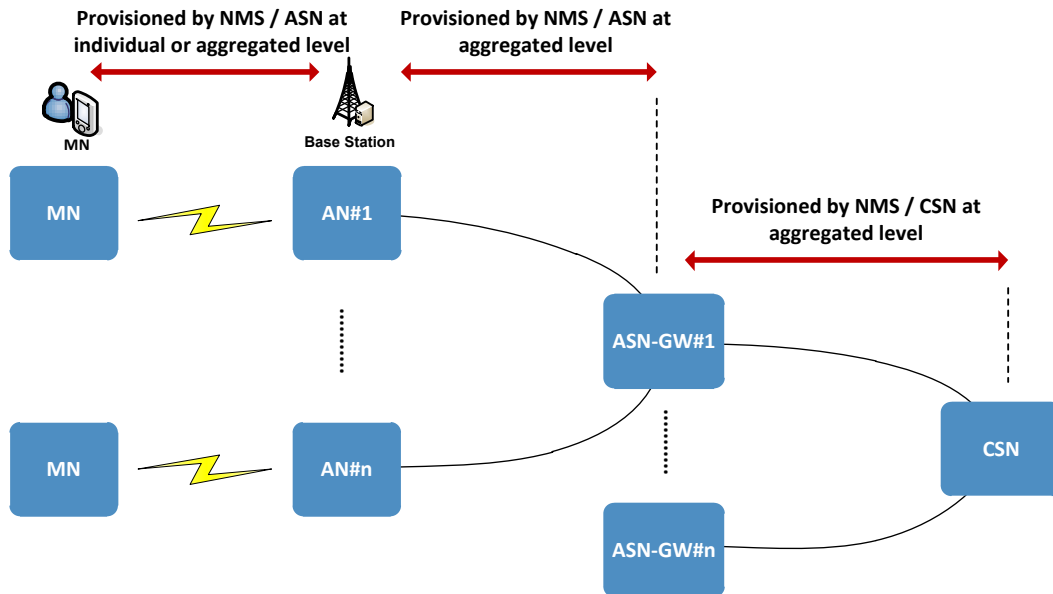 Provisioned by NMS / ASN at
individual or aggregated level
Provisioned by NMS / ASN at
aggregated level
MN
Base Station
MN
AN#1
Provisioned by NMS / CSN at
aggregated level
ASN-GW#1
MN
AN#n
CSN
ASN-GW#n